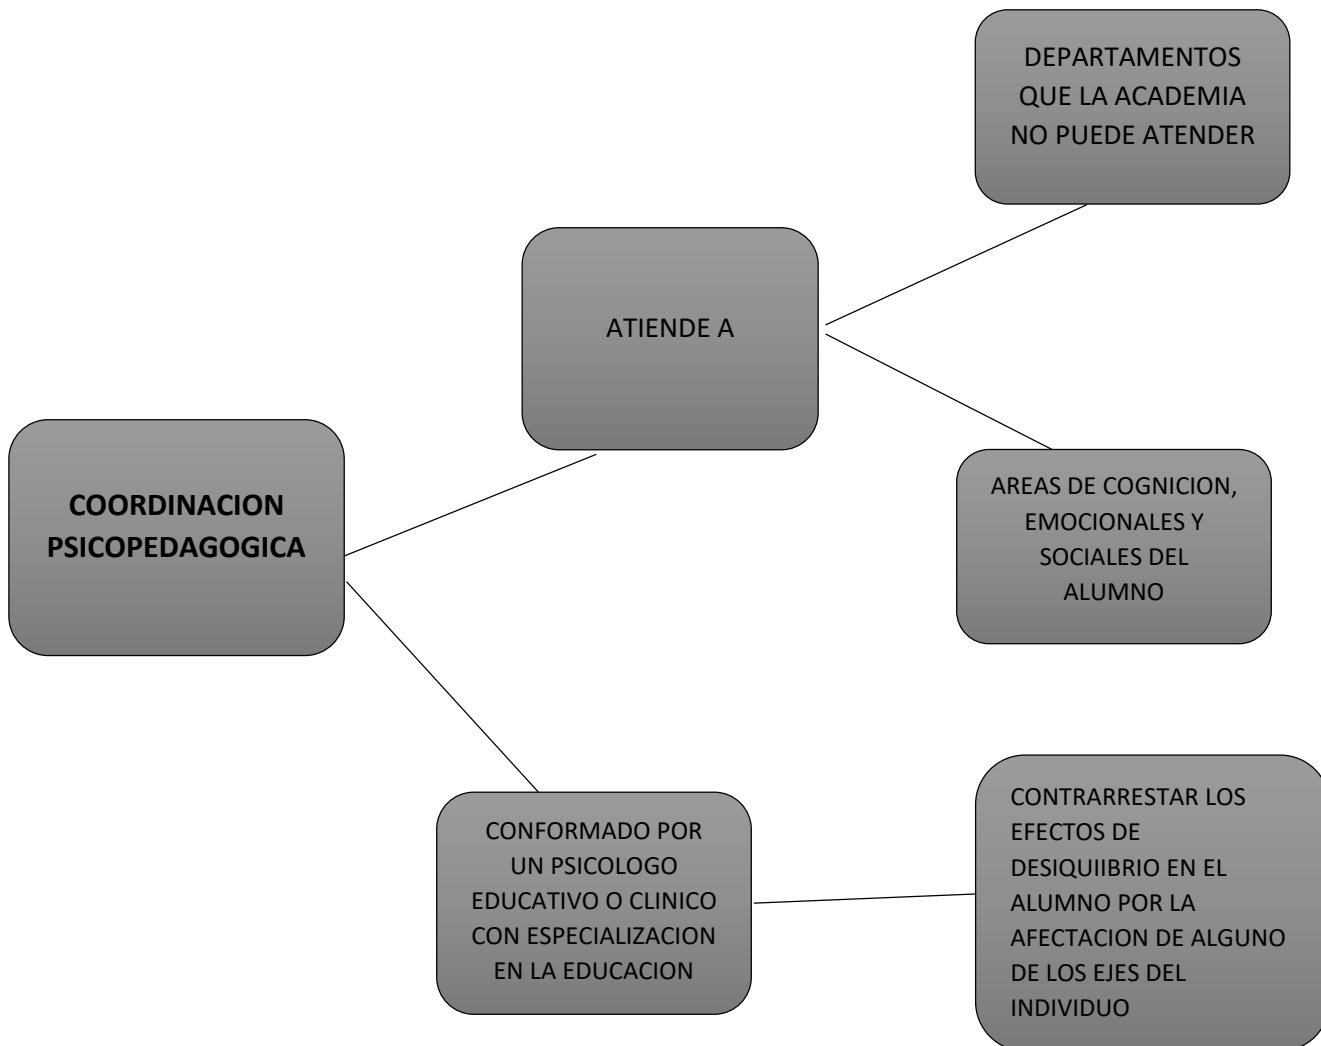 DEPARTAMENTOS
QUE LA ACADEMIA
NO PUEDE ATENDER
ATIENDE A
COORDINACION
PSICOPEDAGOGICA
AREAS DE COGNICION,
EMOCIONALES Y
SOCIALES DEL
ALUMNO
CONFORMADO POR
UN PSICOLOGO
EDUCATIVO O CLINICO
CON ESPECIALIZACION
EN LA EDUCACION
CONTRARRESTAR LOS
EFECTOS DE
DESIQUIIBRIO EN EL
ALUMNO POR LA
AFECTACION DE ALGUNO
DE LOS EJES DEL
INDIVIDUO